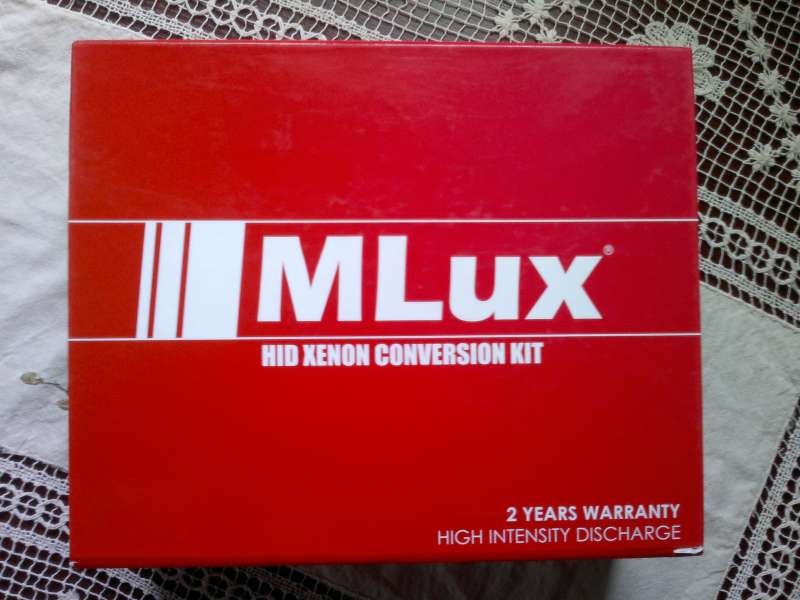 MLux®
HID XENON CONVERSION KIT
2 YEARS WARRANTY
HIGH INTENSITY DISCHARGE